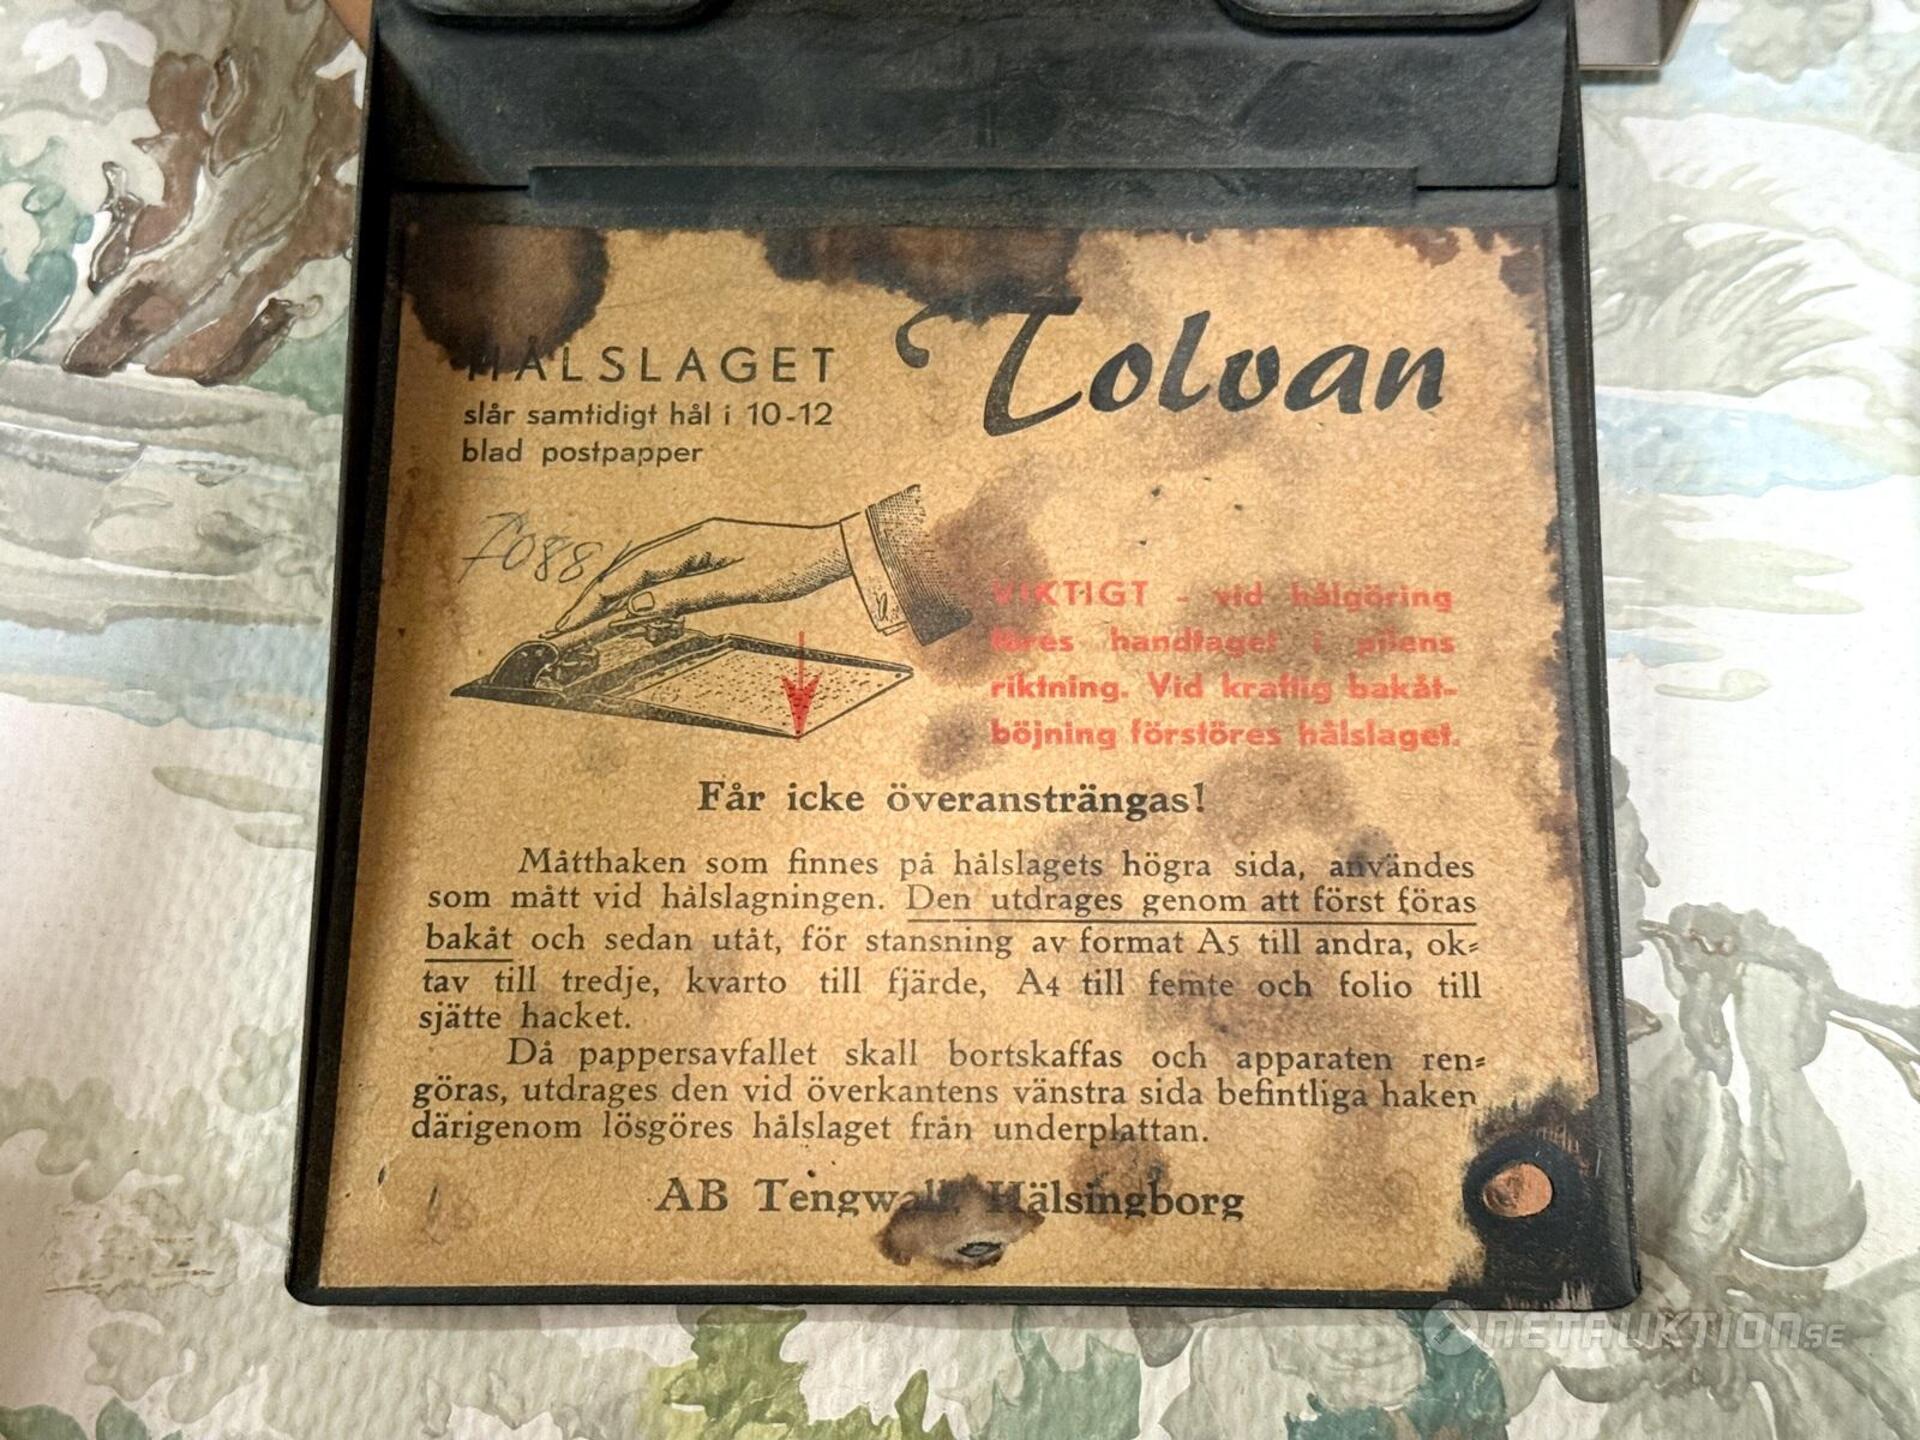 HÅLSLAGET
slår samtidigt hål i 10-12
blad postpapper
Tolvan
VIKTIGT - vid hålgöring
föres handtaget i pilens
riktning. Vid kraftig bakåt-
böjning förstöres hålslaget.
Får icke överansträngas!
Måtthaken som finnes på hålslagets högra sida, användes
som mått vid hålslagningen. Den utdrages genom att först föras
bakåt och sedan utåt, för stansning av format A5 till andra, ok=
tav till tredje, kvarto till fjärde, A4 till femte och folio till
sjätte hacket.
Då pappersavfallet skall bortskaffas och apparaten ren=
göras, utdrages den vid överkantens vänstra sida befintliga haken
därigenom lösgöres hålslaget från underplattan.
AB Tengwall, Hälsingborg
NETAUKTION.SE